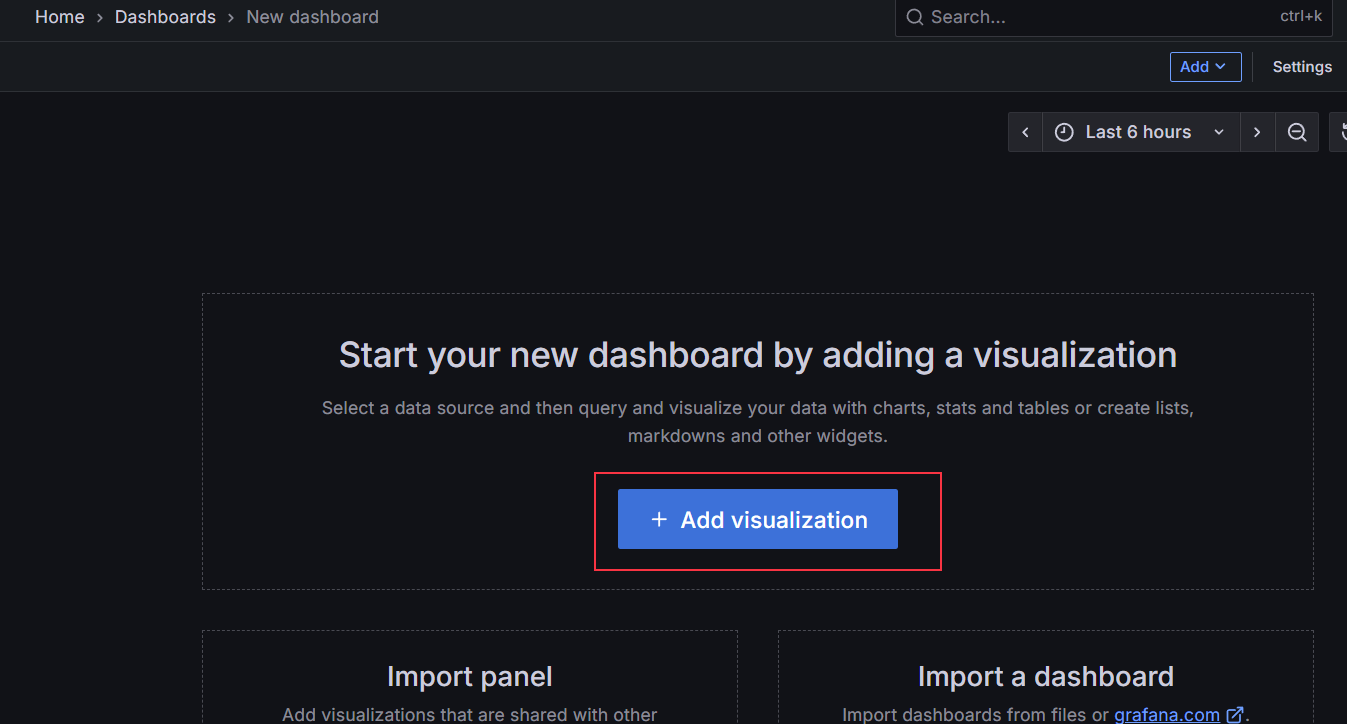 Home › Dashboards › New dashboard
Search... ctrl+k
Add Settings
Last 6 hours
Start your new dashboard by adding a visualization
Select a data source and then query and visualize your data with charts, stats and tables or create lists,
markdowns and other widgets.
+ Add visualization
Import panel
Add visualizations that are shared with other
Import a dashboard
Import dashboards from files or grafana.com.